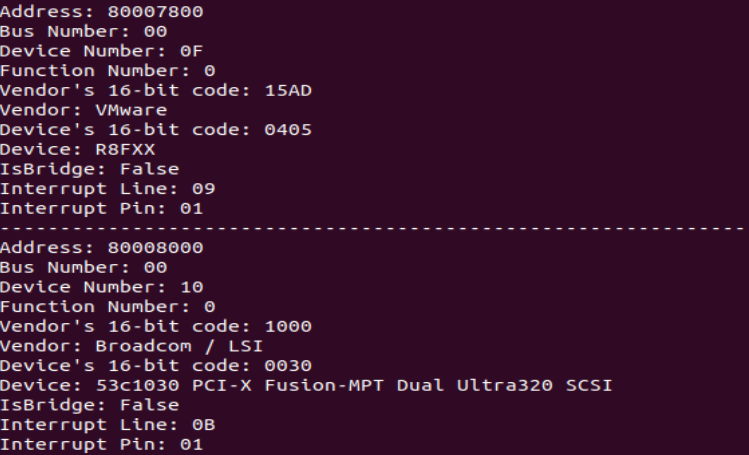 Address: 80007800
Bus Number: 00
Device Number: 0F
Function Number: 0
Vendor's 16-bit code: 15AD
Vendor: VMware
Device's 16-bit code: 0405
Device: R8FXX
IsBridge: False
Interrupt Line: 09
Interrupt Pin: 01
--------------------------------------------------------------
Address: 80008000
Bus Number: 00
Device Number: 10
Function Number: 0
Vendor's 16-bit code: 1000
Vendor: Broadcom / LSI
Device's 16-bit code: 0030
Device: 53c1030 PCI-X Fusion-MPT Dual Ultra320 SCSI
IsBridge: False
Interrupt Line: 0B
Interrupt Pin: 01